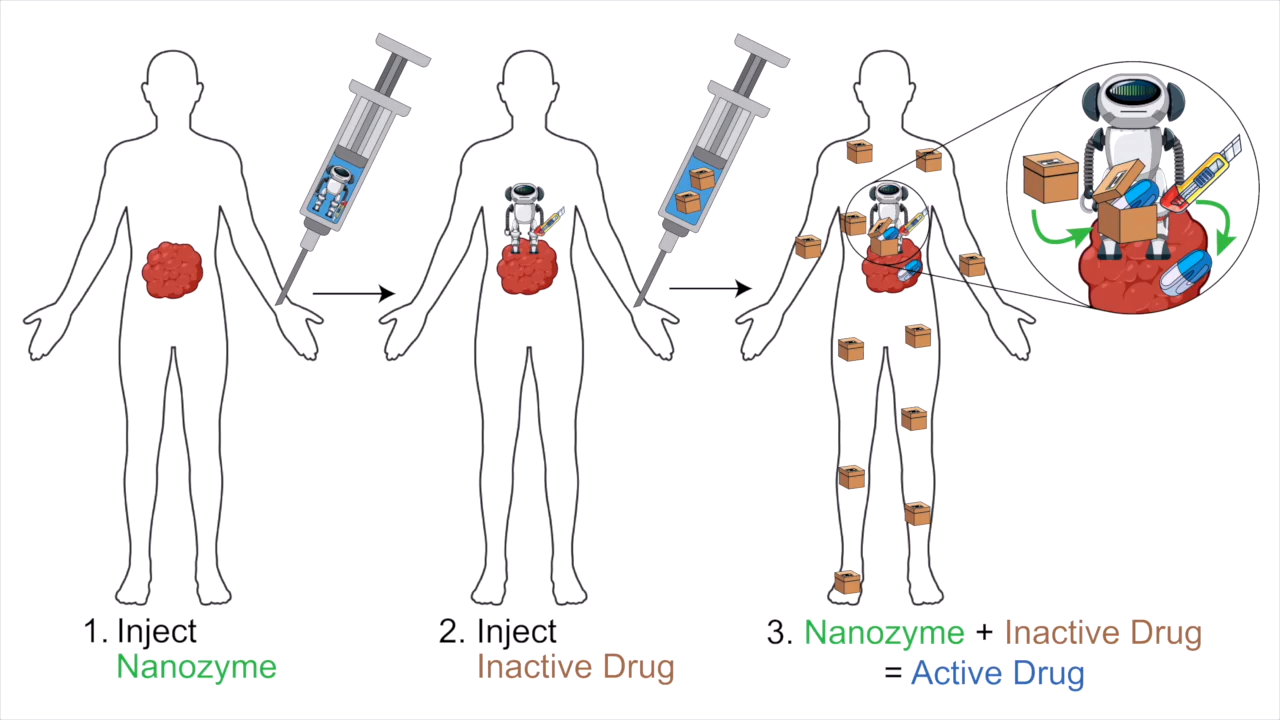 1. Inject
Nanozyme
2. Inject
Inactive Drug
3. Nanozyme + Inactive Drug
= Active Drug